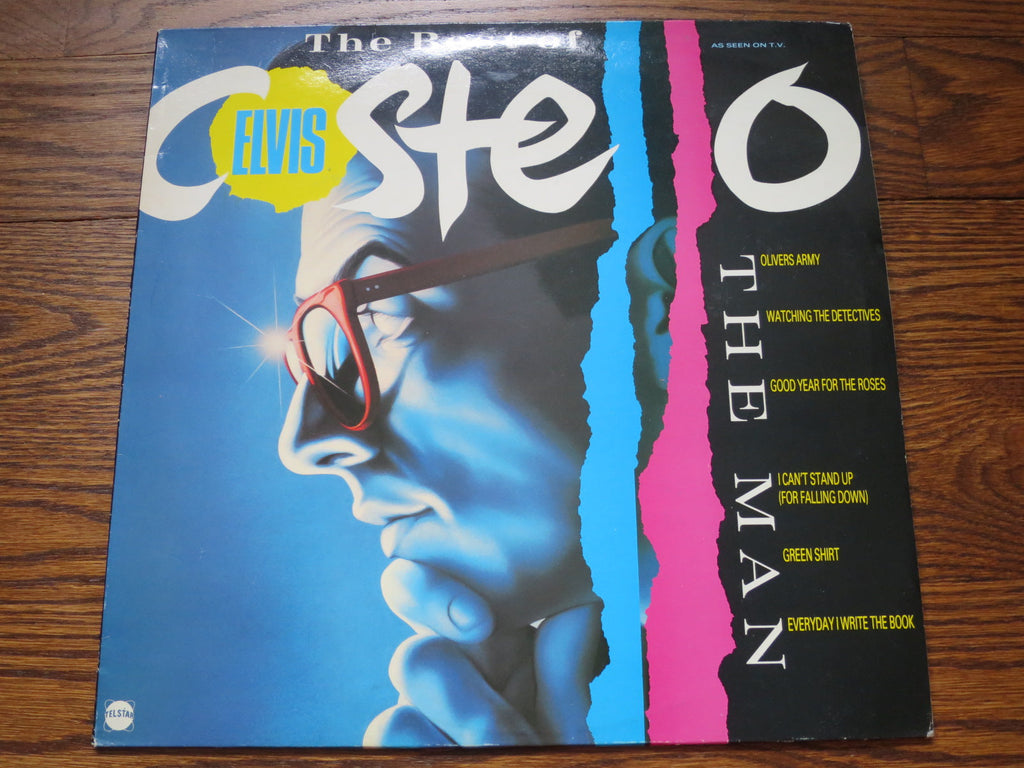 The Best of
AS SEEN ON T.V.
COSTELLO
ELVIS
THE MAN
OLIVERS ARMY
WATCHING THE DETECTIVES
GOOD YEAR FOR THE ROSES
I CAN'T STAND UP
(FOR FALLING DOWN)
GREEN SHIRT
EVERYDAY I WRITE THE BOOK
TELSTAR